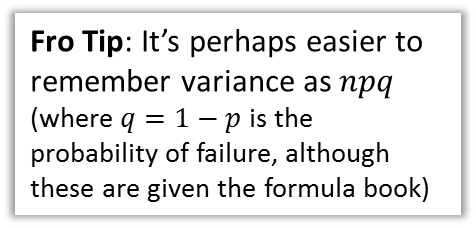 Fro Tip: It’s perhaps easier to
remember variance as npq
(where q = 1 − p is the
probability of failure, although
these are given the formula book)